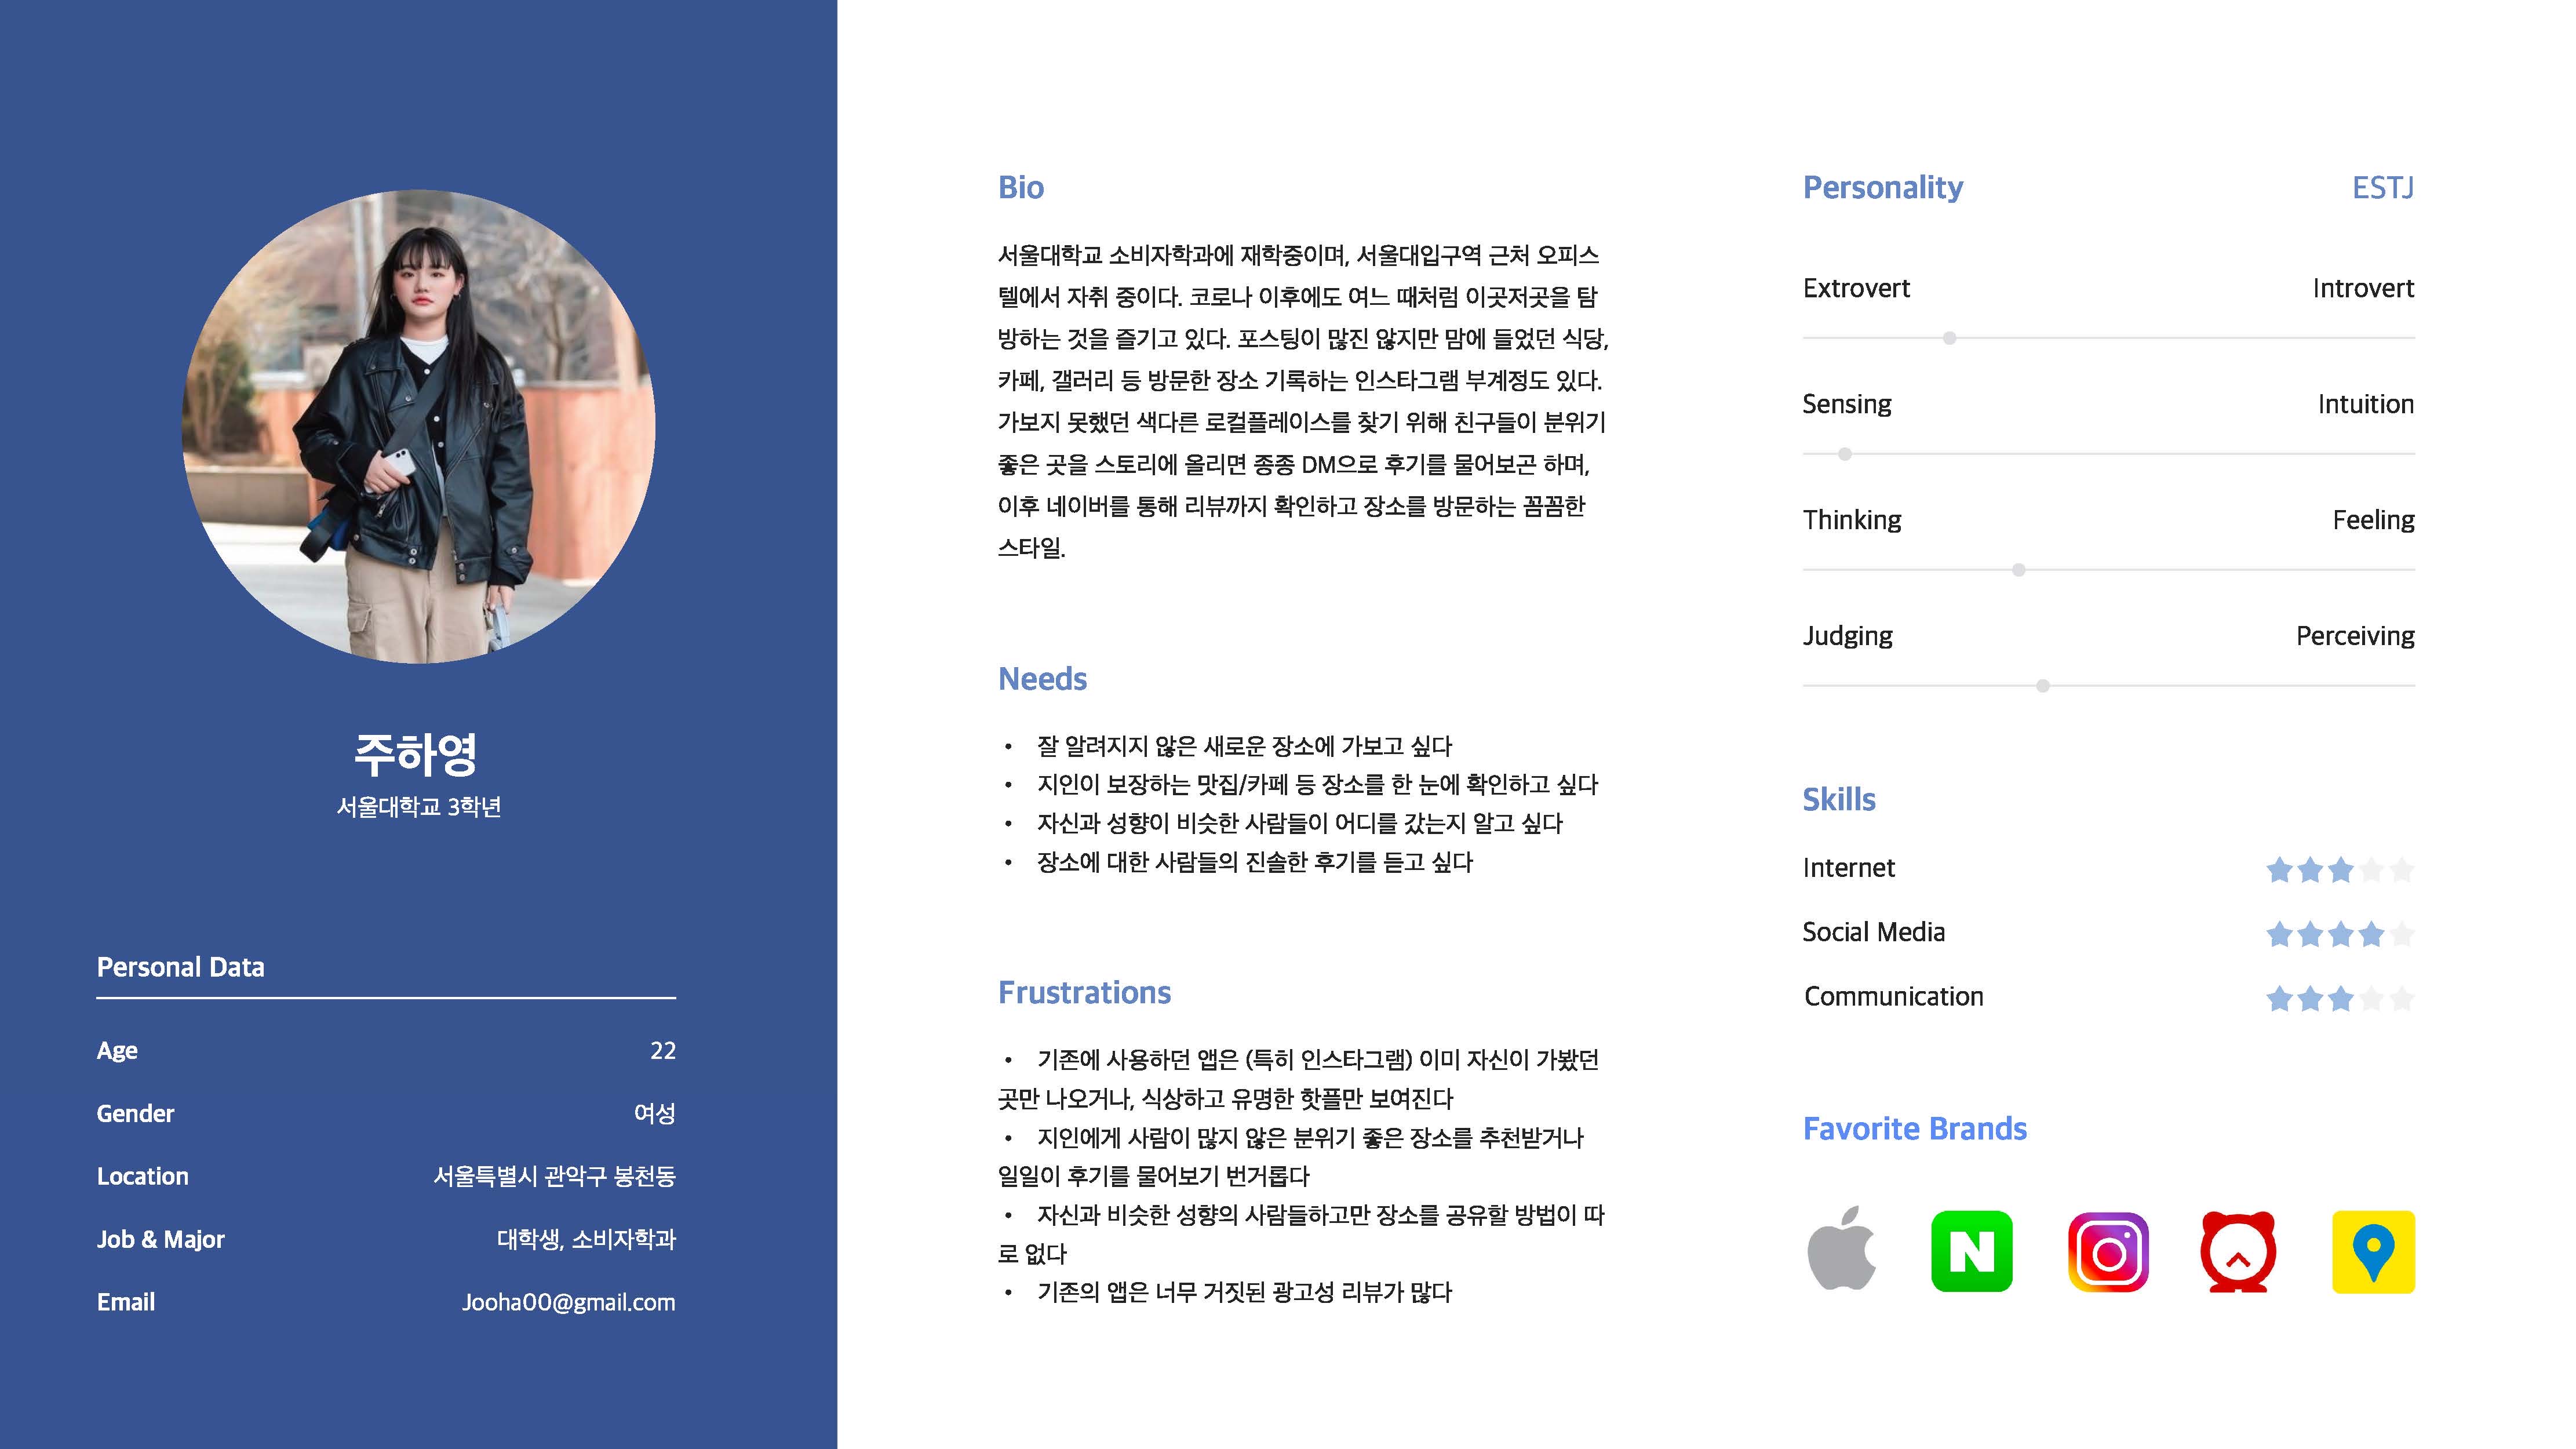 주하영
서울대학교 3학년
Personal Data
Age 22
Gender 여성
Location 서울특별시 관악구 봉천동
Job & Major 대학생, 소비자학과
Email Jooha00@gmail.com
Bio
서울대학교 소비자학과에 재학중이며, 서울대입구역 근처 오피스
텔에서 자취 중이다. 코로나 이후에도 여느 때처럼 이곳저곳을 탐
방하는 것을 즐기고 있다. 포스팅이 많진 않지만 맘에 들었던 식당,
카페, 갤러리 등 방문한 장소 기록하는 인스타그램 부계정도 있다.
가보지 못했던 색다른 로컬플레이스를 찾기 위해 친구들이 분위기
좋은 곳을 스토리에 올리면 종종 DM으로 후기를 물어보곤 하며,
이후 네이버를 통해 리뷰까지 확인하고 장소를 방문하는 꼼꼼한
스타일.
Needs
• 잘 알려지지 않은 새로운 장소에 가보고 싶다
• 지인이 보장하는 맛집/카페 등 장소를 한 눈에 확인하고 싶다
• 자신과 성향이 비슷한 사람들이 어디를 갔는지 알고 싶다
• 장소에 대한 사람들의 진솔한 후기를 듣고 싶다
Frustrations
• 기존에 사용하던 앱은 (특히 인스타그램) 이미 자신이 가봤던
곳만 나오거나, 식상하고 유명한 핫플만 보여진다
• 지인에게 사람이 많지 않은 분위기 좋은 장소를 추천받거나
일일이 후기를 물어보기 번거롭다
• 자신과 비슷한 성향의 사람들하고만 장소를 공유할 방법이 따
로 없다
• 기존의 앱은 너무 거짓된 광고성 리뷰가 많다
Personality ESTJ
Extrovert Introvert
Sensing Intuition
Thinking Feeling
Judging Perceiving
Skills
Internet
Social Media
Communication
Favorite Brands
N